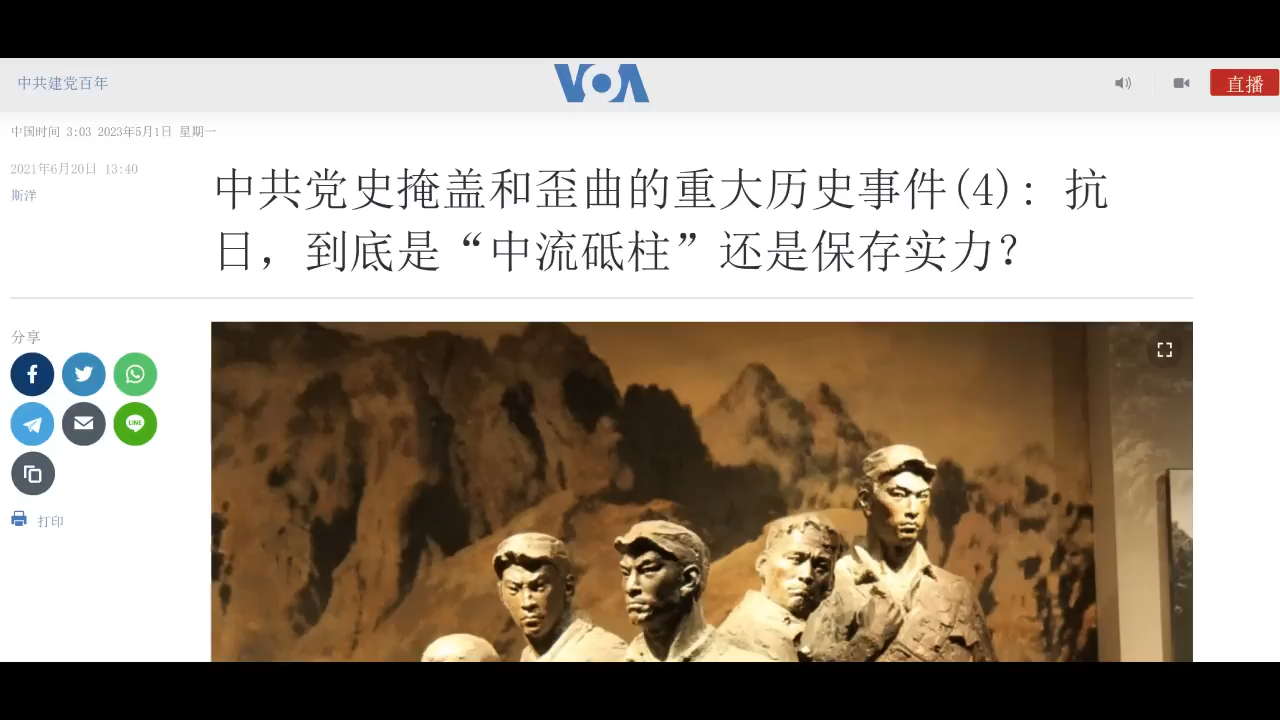 中共建党百年
VOA
直播
中国时间 3:03 2023年5月1日 星期一
2021年6月20日 13:40
斯洋
中共党史掩盖和歪曲的重大历史事件(4): 抗
日，到底是“中流砥柱”还是保存实力？
分享
LINE
打印